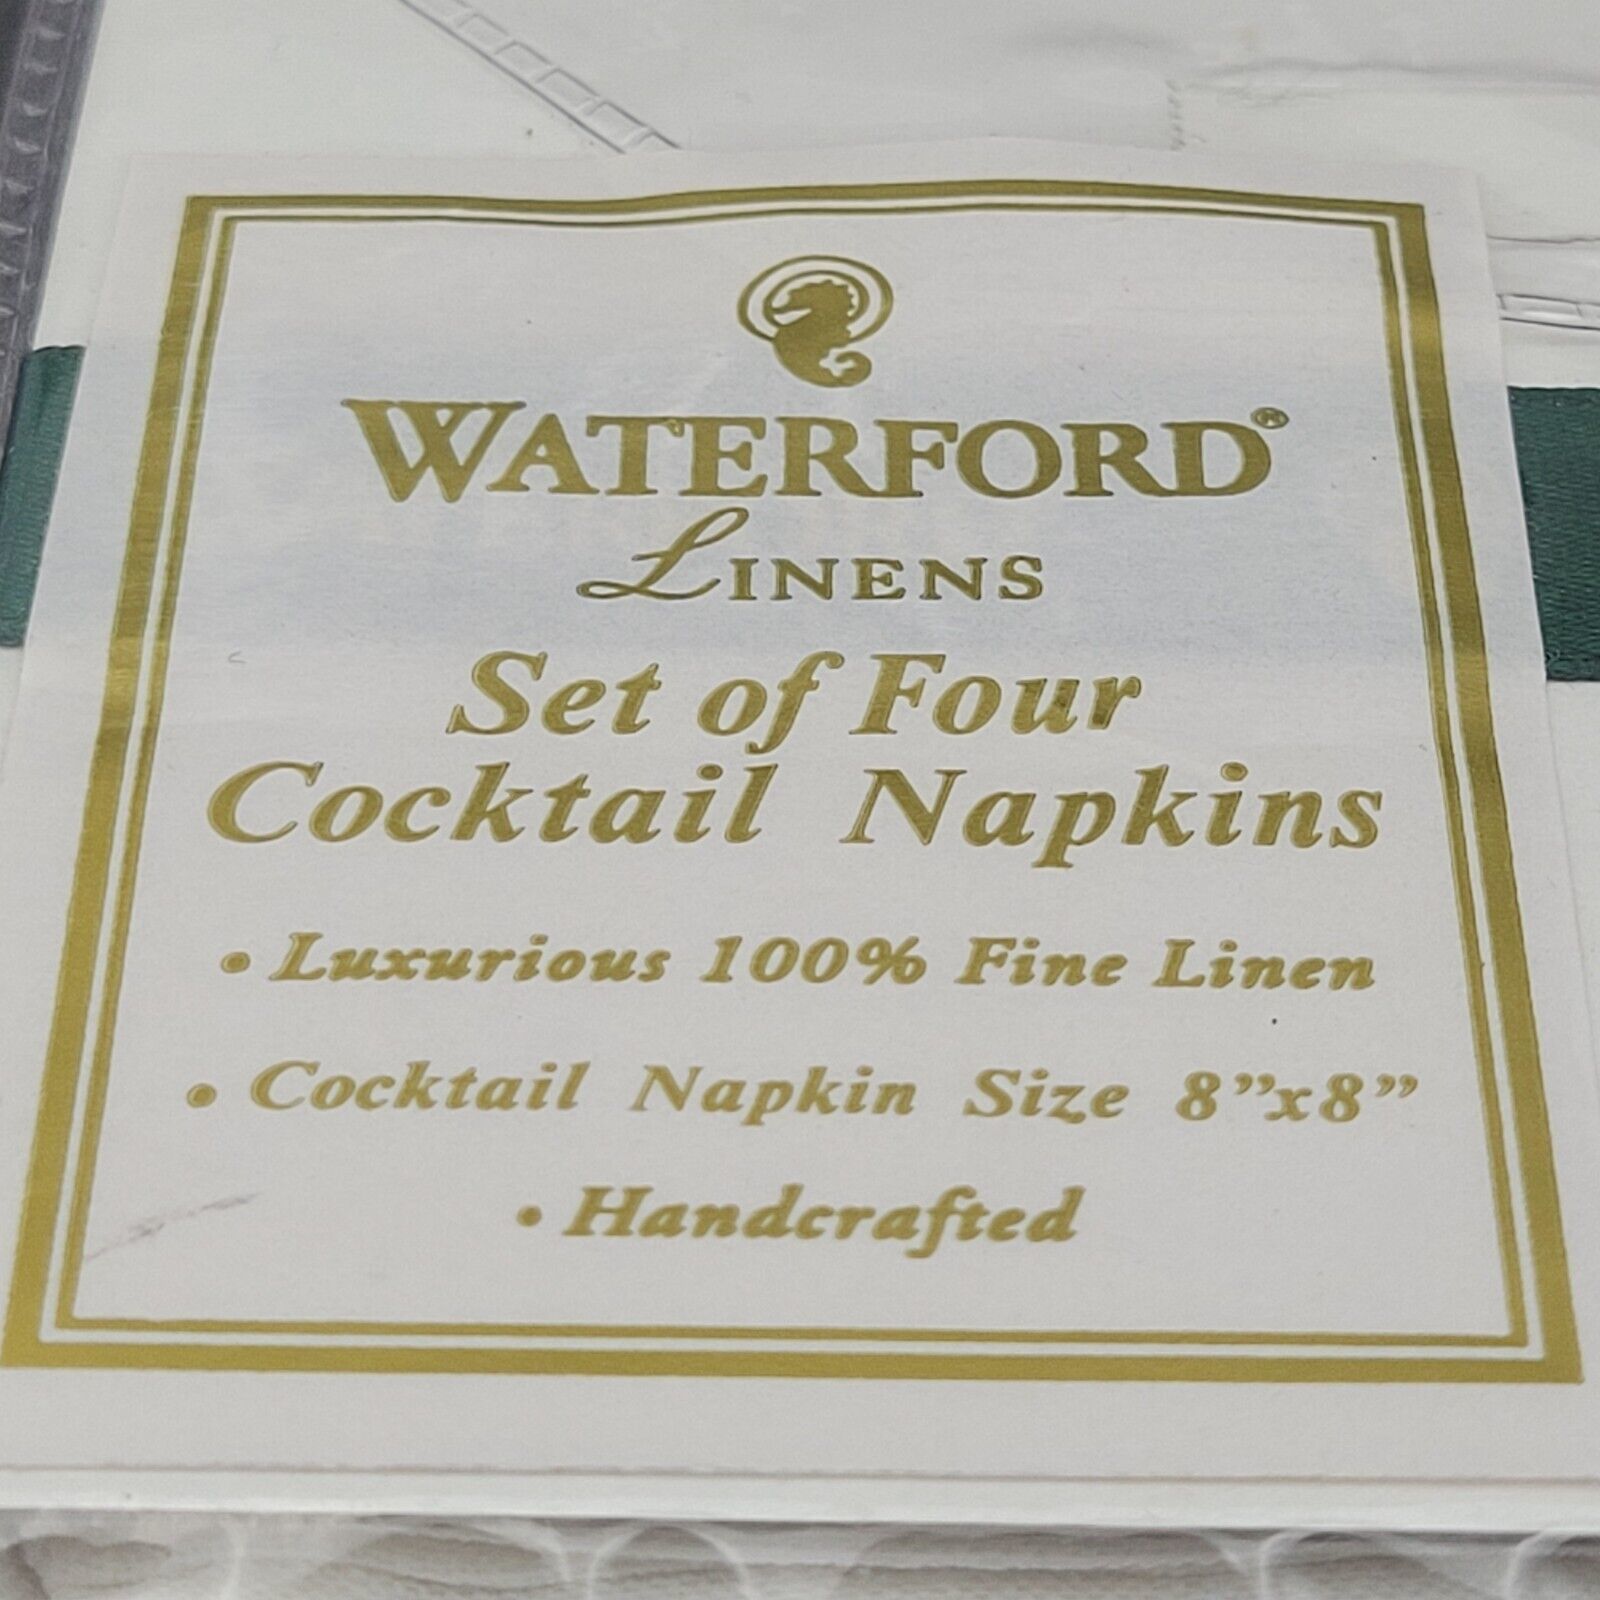 WATERFORD®
LINENS
Set of Four
Cocktail Napkins
• Luxurious 100% Fine Linen
• Cocktail Napkin Size 8”x8”
• Handcrafted